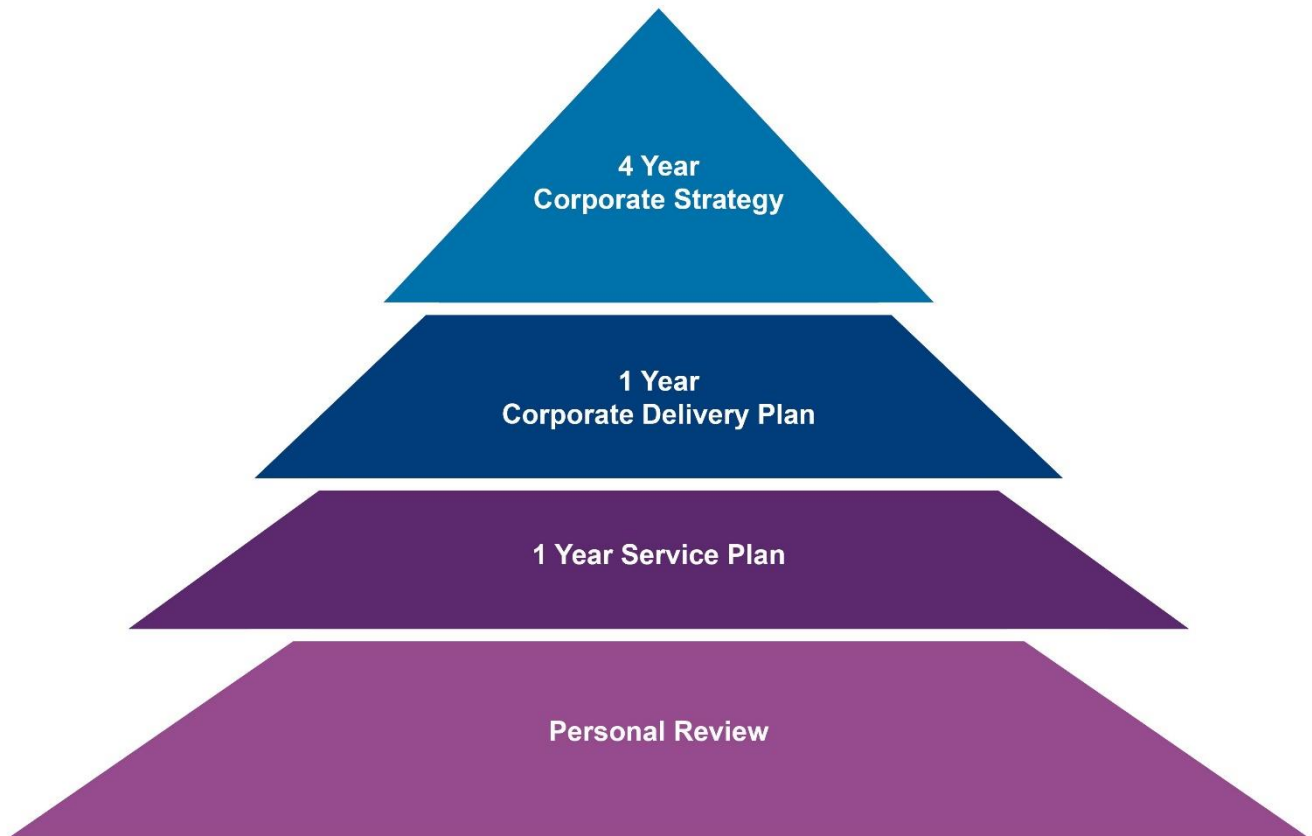 4 Year
Corporate Strategy
1 Year
Corporate Delivery Plan
1 Year Service Plan
Personal Review